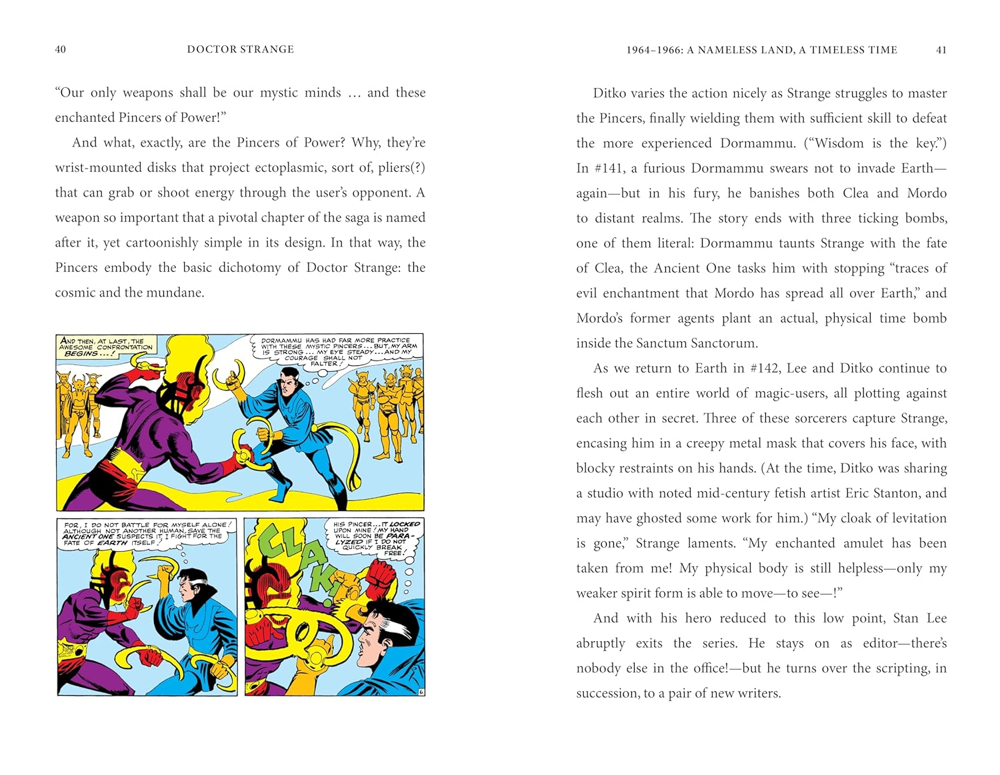 40
DOCTOR STRANGE
“Our only weapons shall be our mystic minds … and these
enchanted Pincers of Power!”
And what, exactly, are the Pincers of Power? Why, they’re
wrist-mounted disks that project ectoplasmic, sort of, pliers(?)
that can grab or shoot energy through the user’s opponent. A
weapon so important that a pivotal chapter of the saga is named
after it, yet cartoonishly simple in its design. In that way, the
Pincers embody the basic dichotomy of Doctor Strange: the
cosmic and the mundane.
AND THEN, AT LAST, THE
AWESOME CONFRONTATION
BEGINS...!
DORMAMMU HAS HAD FAR MORE PRACTICE
WITH THESE MYSTIC PINCERS...BUT, MY ARM
IS STRONG... MY EYE STEADY...AND MY
COURAGE SHALL NOT
FALTER!
FOR, I DO NOT BATTLE FOR MYSELF ALONE!
ALTHOUGH NOT ANOTHER HUMAN, SAVE THE
ANCIENT ONE SUSPECTS IT, I FIGHT FOR THE
FATE OF EARTH ITSELF!
HIS PINCER...IT LOCKED
UPON MINE! MY HAND
WILL SOON BE PARA-
LYZED IF I DO NOT
QUICKLY BREAK
FREE!
CLAK!
6
1964–1966: A NAMELESS LAND, A TIMELESS TIME
41
Ditko varies the action nicely as Strange struggles to master
the Pincers, finally wielding them with sufficient skill to defeat
the more experienced Dormammu. (“Wisdom is the key.”)
In #141, a furious Dormammu swears not to invade Earth—
again—but in his fury, he banishes both Clea and Mordo
to distant realms. The story ends with three ticking bombs,
one of them literal: Dormammu taunts Strange with the fate
of Clea, the Ancient One tasks him with stopping “traces of
evil enchantment that Mordo has spread all over Earth,” and
Mordo’s former agents plant an actual, physical time bomb
inside the Sanctum Sanctorum.
As we return to Earth in #142, Lee and Ditko continue to
flesh out an entire world of magic-users, all plotting against
each other in secret. Three of these sorcerers capture Strange,
encasing him in a creepy metal mask that covers his face, with
blocky restraints on his hands. (At the time, Ditko was sharing
a studio with noted mid-century fetish artist Eric Stanton, and
may have ghosted some work for him.) “My cloak of levitation
is gone,” Strange laments. “My enchanted amulet has been
taken from me! My physical body is still helpless—only my
weaker spirit form is able to move—to see—!”
And with his hero reduced to this low point, Stan Lee
abruptly exits the series. He stays on as editor—there’s
nobody else in the office!—but he turns over the scripting, in
succession, to a pair of new writers.